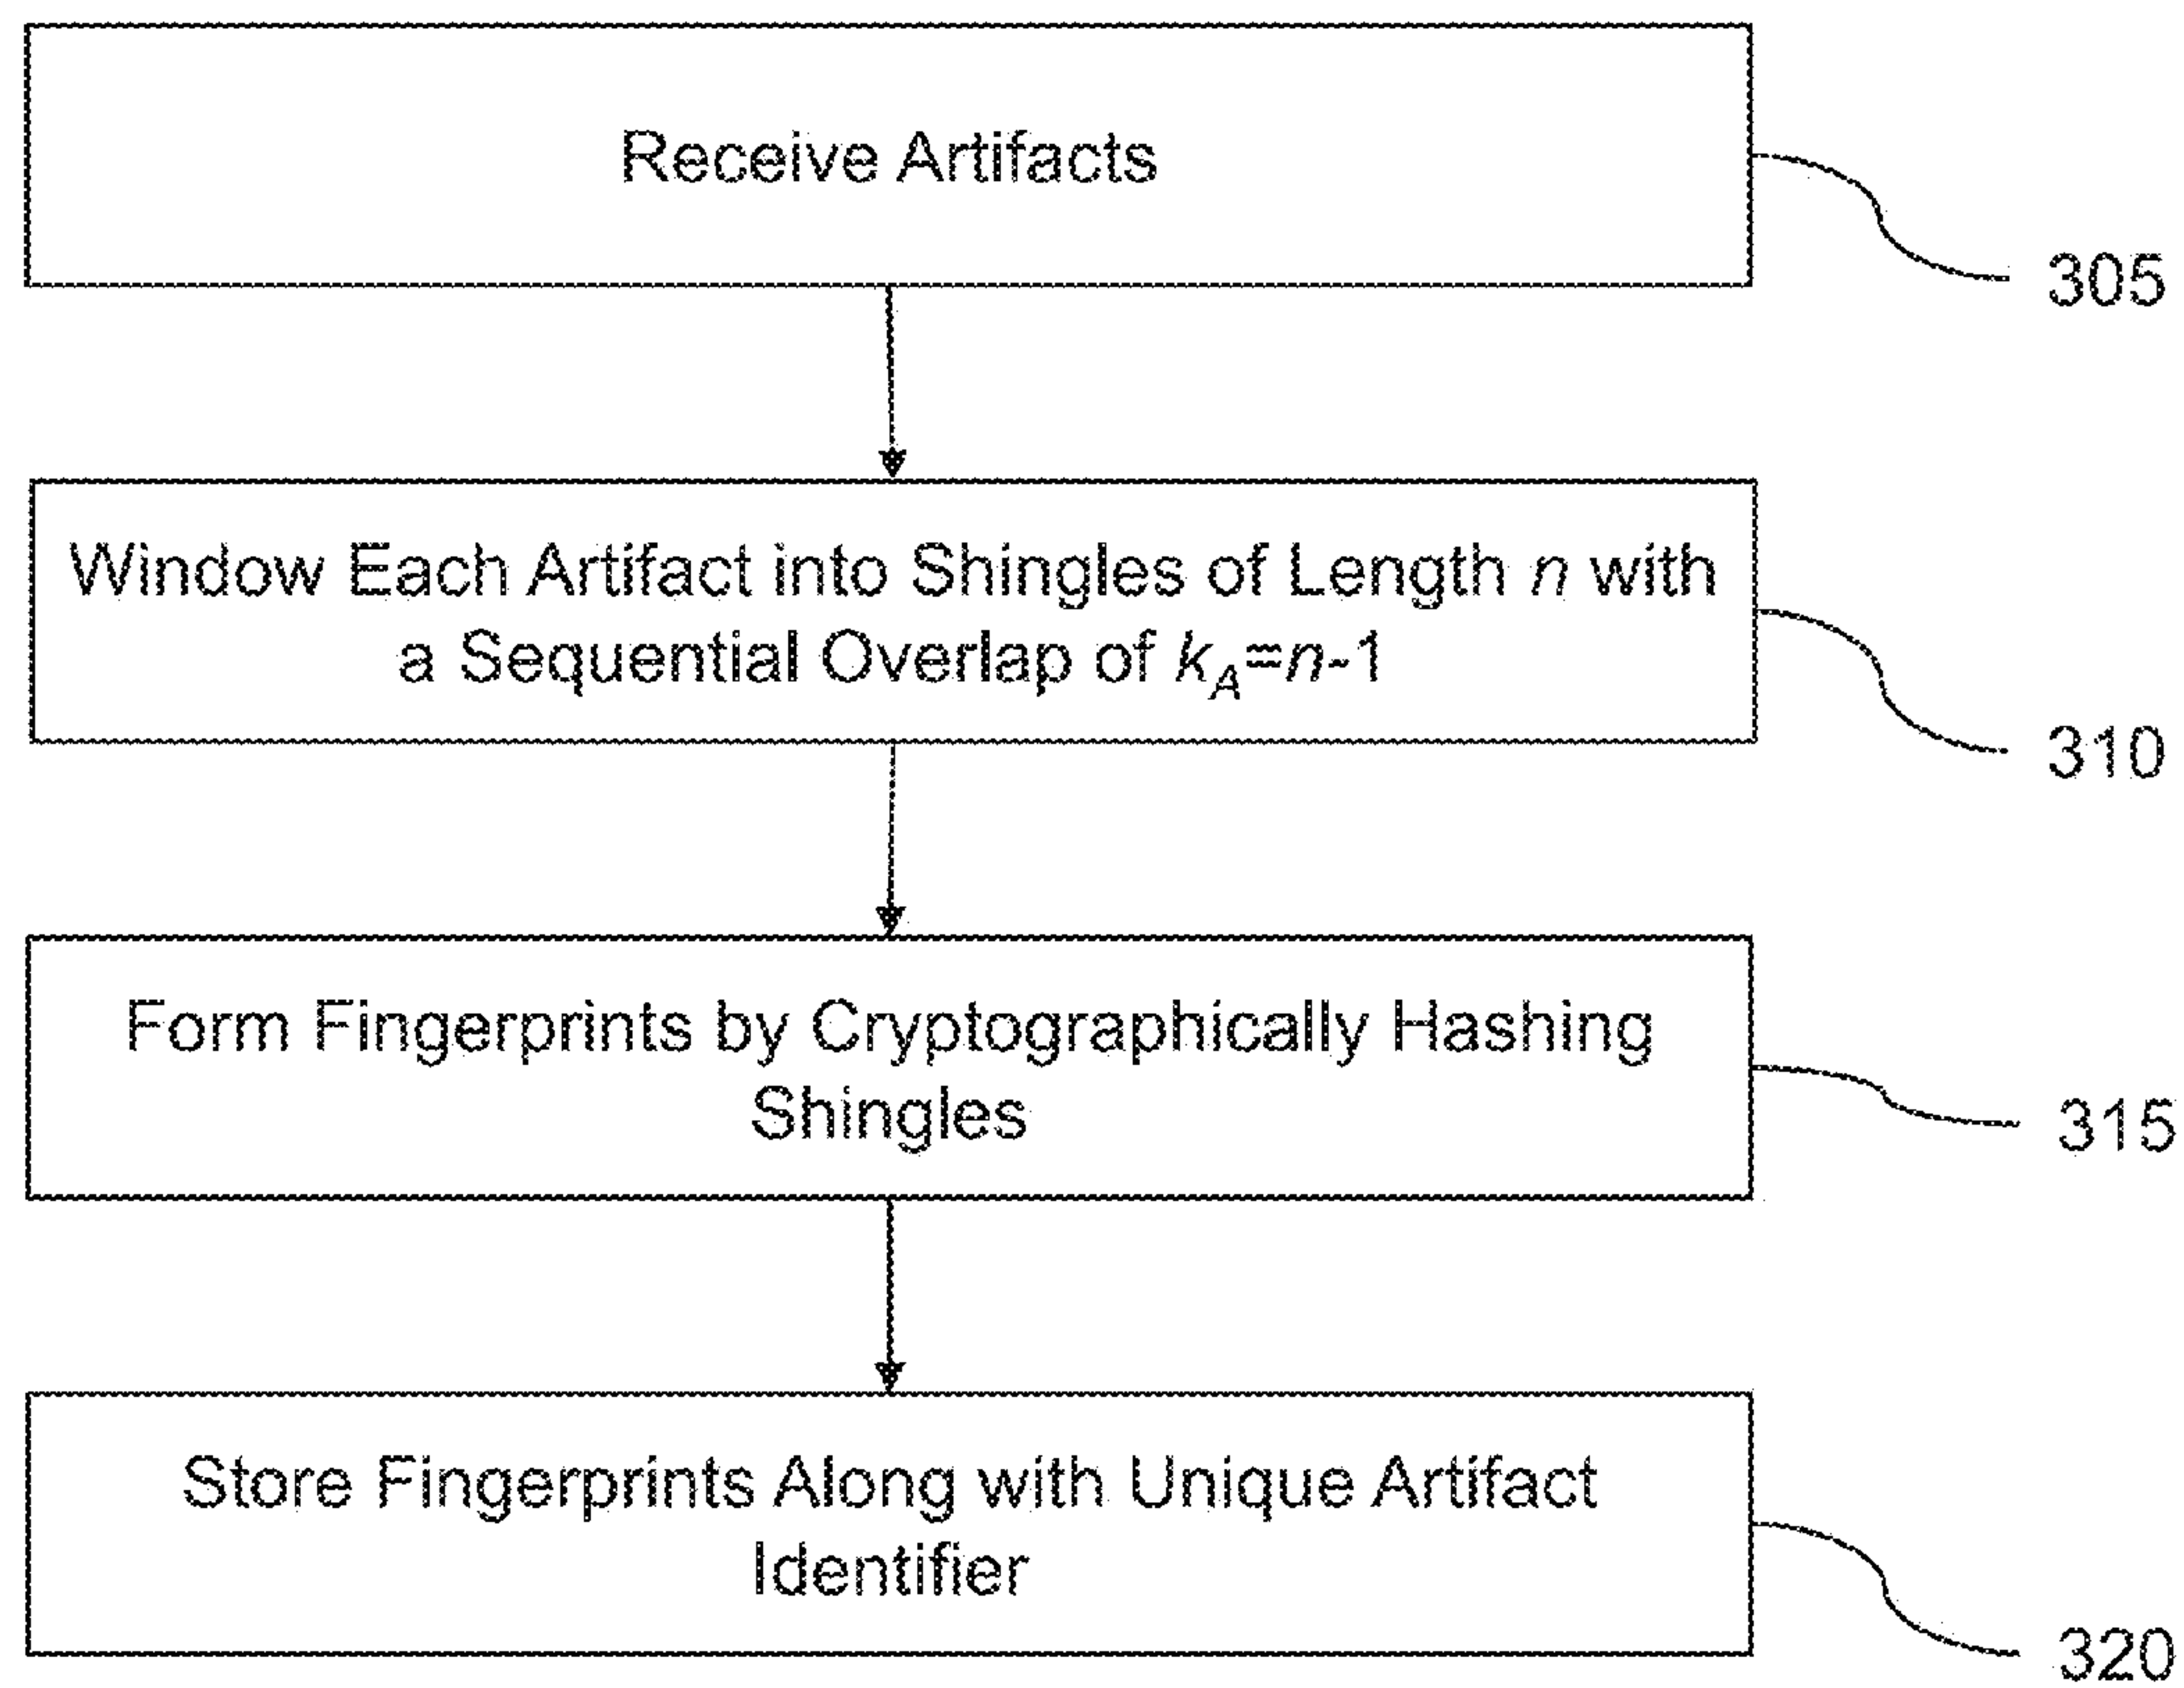 Receive Artifacts
305
Window Each Artifact into Shingles of Length n with
a Sequential Overlap of kA=n-1
310
Form Fingerprints by Cryptographically Hashing
Shingles
315
Store Fingerprints Along with Unique Artifact
Identifier
320